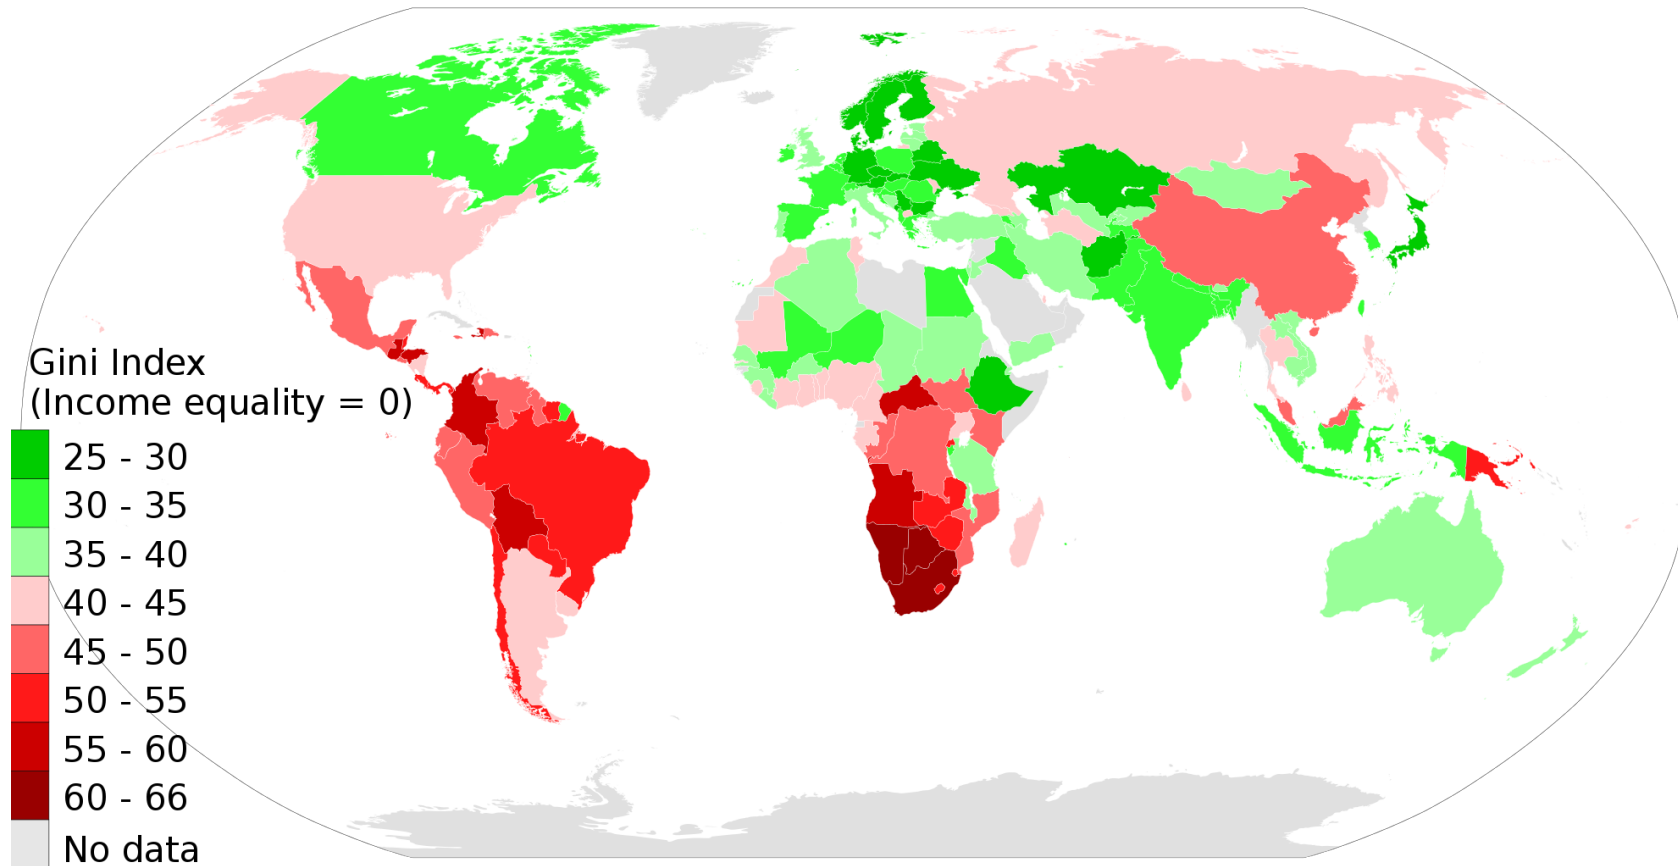 Gini Index
(Income equality = 0)
25 - 30
30 - 35
35 - 40
40 - 45
45 - 50
50 - 55
55 - 60
60 - 66
No data